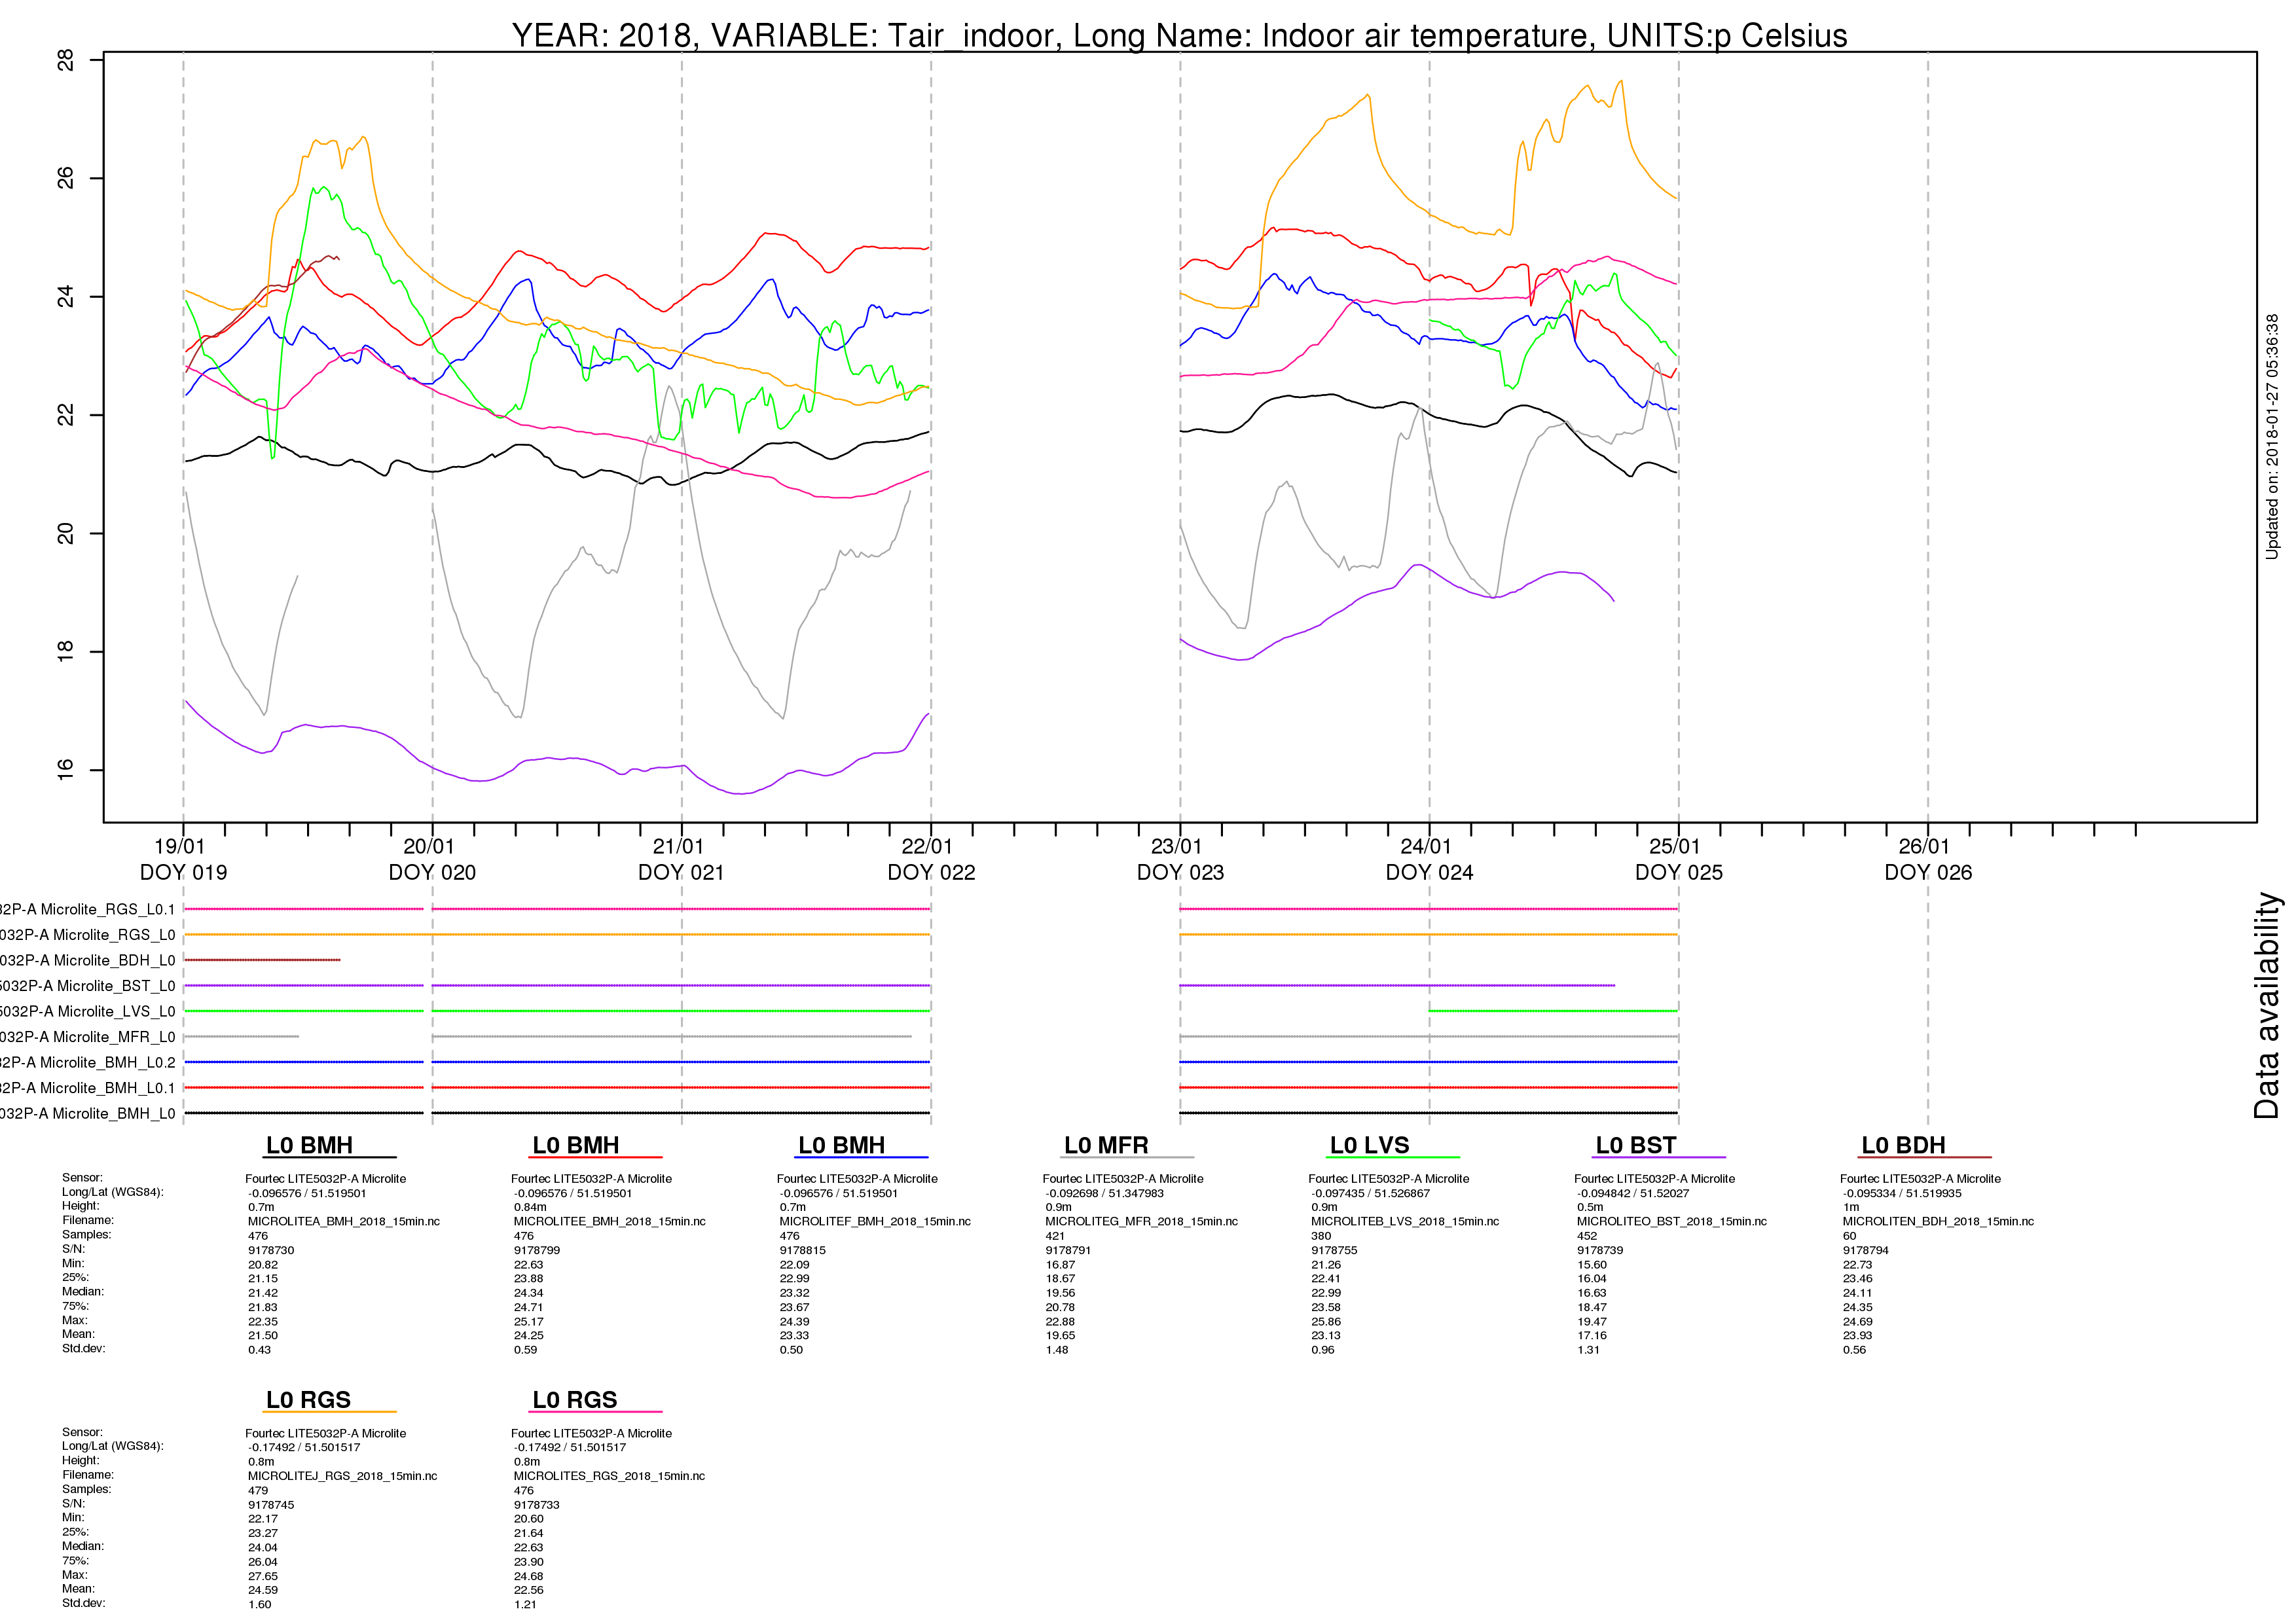 YEAR: 2018, VARIABLE: Tair_indoor, Long Name: Indoor air temperature, UNITS:p Celsius
28
26
24
22
20
18
16
Updated on: 2018-01-27 05:36:38
19/01 20/01 21/01 22/01 23/01 24/01 25/01 26/01
DOY 019 DOY 020 DOY 021 DOY 022 DOY 023 DOY 024 DOY 025 DOY 026
32P-A Microlite_RGS_L0.1
032P-A Microlite_RGS_L0
032P-A Microlite_BDH_L0
5032P-A Microlite_BST_L0
5032P-A Microlite_LVS_L0
032P-A Microlite_MFR_L0
32P-A Microlite_BMH_L0.2
32P-A Microlite_BMH_L0.1
032P-A Microlite_BMH_L0
Data availability
L0 BMH L0 BMH L0 BMH L0 MFR L0 LVS L0 BST L0 BDH
Sensor: Fourtec LITE5032P-A Microlite Fourtec LITE5032P-A Microlite Fourtec LITE5032P-A Microlite Fourtec LITE5032P-A Microlite Fourtec LITE5032P-A Microlite Fourtec LITE5032P-A Microlite Fourtec LITE5032P-A Microlite
Long/Lat (WGS84): -0.096576 / 51.519501 -0.096576 / 51.519501 -0.096576 / 51.519501 -0.092698 / 51.347983 -0.097435 / 51.526867 -0.094842 / 51.52027 -0.095334 / 51.519935
Height: 0.7m 0.84m 0.7m 0.9m 0.9m 0.5m 1m
Filename: MICROLITEA_BMH_2018_15min.nc MICROLITEE_BMH_2018_15min.nc MICROLITEF_BMH_2018_15min.nc MICROLITEG_MFR_2018_15min.nc MICROLITEB_LVS_2018_15min.nc MICROLITEO_BST_2018_15min.nc MICROLITEN_BDH_2018_15min.nc
Samples: 476 476 476 421 380 452 60
S/N: 9178730 9178799 9178815 9178791 9178755 9178739 9178794
Min: 20.82 22.63 22.09 16.87 21.26 15.60 22.73
25%: 21.15 23.88 22.99 18.67 22.41 16.04 23.46
Median: 21.42 24.34 23.32 19.56 22.99 16.63 24.11
75%: 21.83 24.71 23.67 20.78 23.58 18.47 24.35
Max: 22.35 25.17 24.39 22.88 25.86 19.47 24.69
Mean: 21.50 24.25 23.33 19.65 23.13 17.16 23.93
Std.dev: 0.43 0.59 0.50 1.48 0.96 1.31 0.56
L0 RGS L0 RGS
Sensor: Fourtec LITE5032P-A Microlite Fourtec LITE5032P-A Microlite
Long/Lat (WGS84): -0.17492 / 51.501517 -0.17492 / 51.501517
Height: 0.8m 0.8m
Filename: MICROLITEJ_RGS_2018_15min.nc MICROLITES_RGS_2018_15min.nc
Samples: 479 476
S/N: 9178745 9178733
Min: 22.17 20.60
25%: 23.27 21.64
Median: 24.04 22.63
75%: 26.04 23.90
Max: 27.65 24.68
Mean: 24.59 22.56
Std.dev: 1.60 1.21